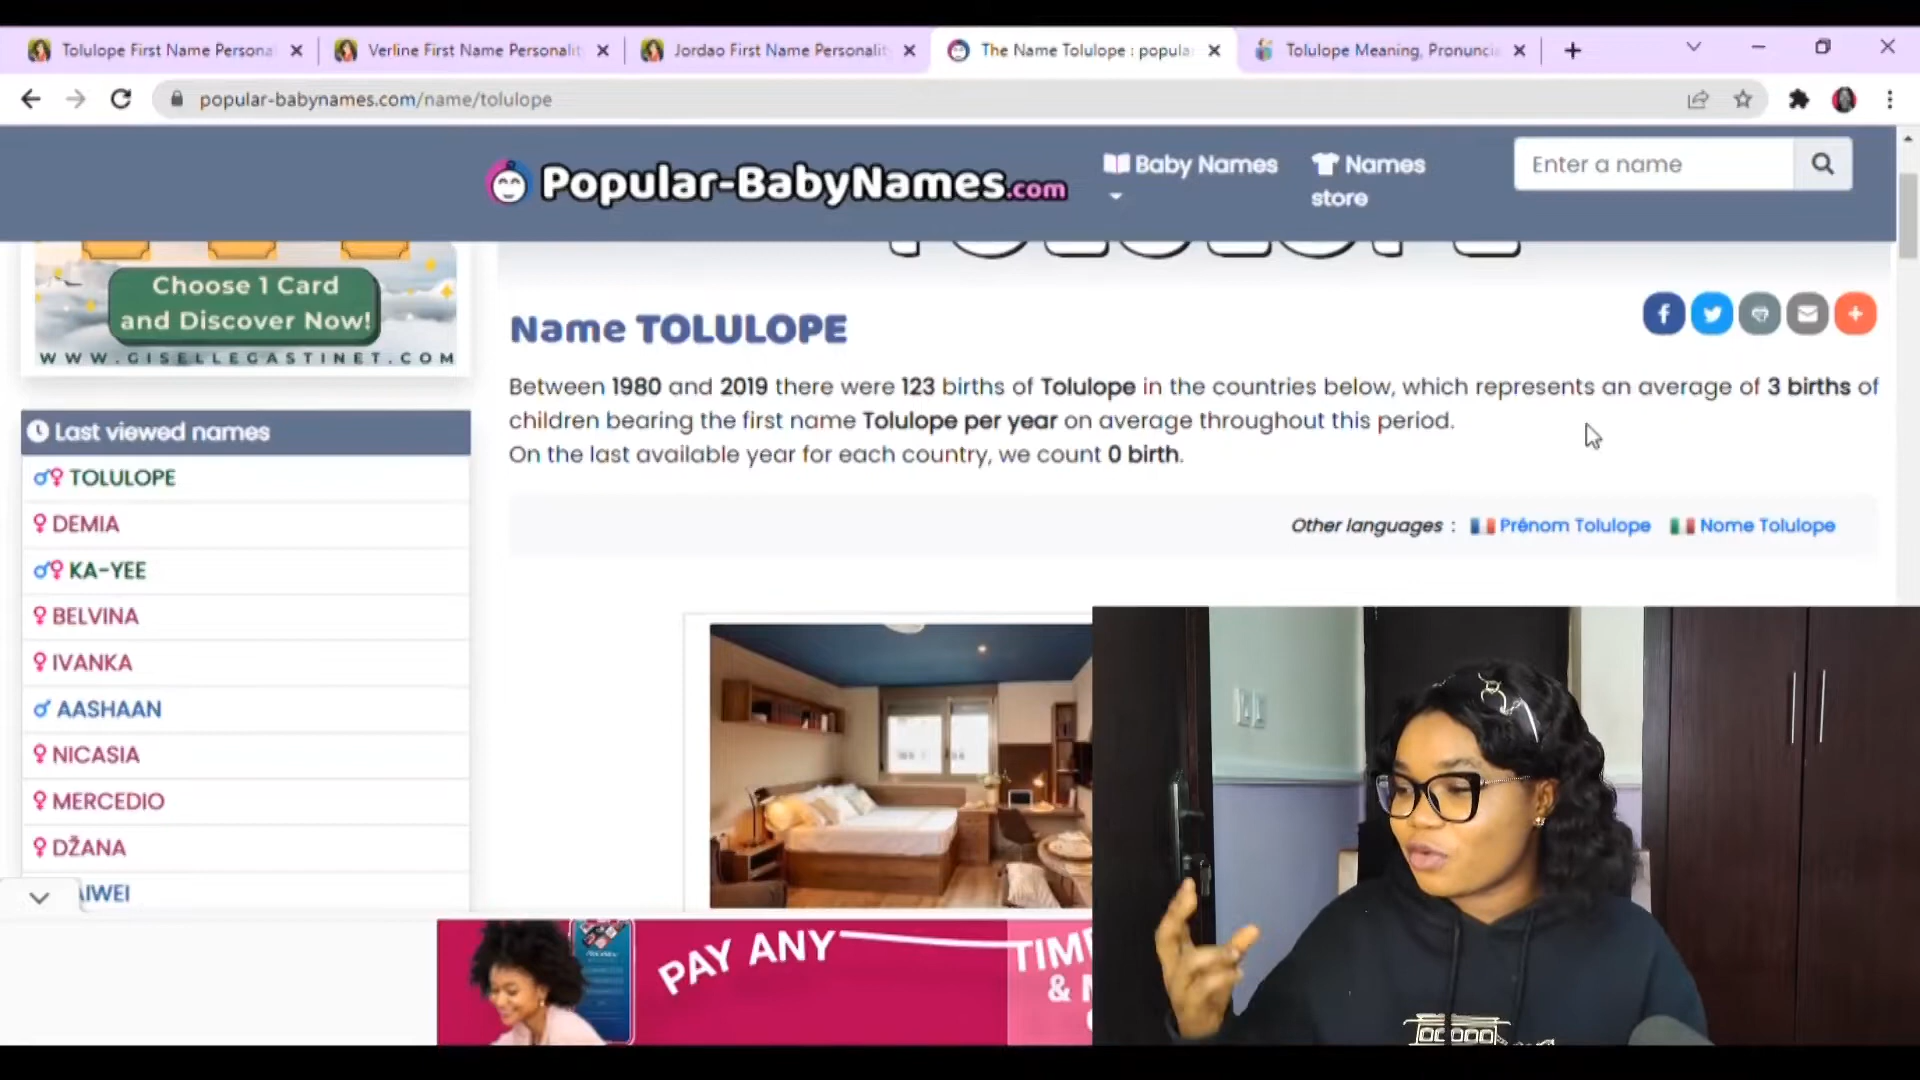 Tolulope First Name Persona
Verline First Name Personalit
Jordao First Name Personalit
The Name Tolulope : popula
Tolulope Meaning, Pronuncia
popular-babynames.com/name/tolulope
Popular-BabyNames.com
Baby Names
Names store
Enter a name
Choose 1 Card
and Discover Now!
WWW.GISELLEGASTINET.COM
Name TOLULOPE
Between 1980 and 2019 there were 123 births of Tolulope in the countries below, which represents an average of 3 births of
children bearing the first name Tolulope per year on average throughout this period.
On the last available year for each country, we count 0 birth.
Other languages : Prénom Tolulope Nome Tolulope
Last viewed names
TOLULOPE
DEMIA
KA-YEE
BELVINA
IVANKA
AASHAAN
NICASIA
MERCEDIO
DŽANA
AIWEI
PAY ANY
TIM
&